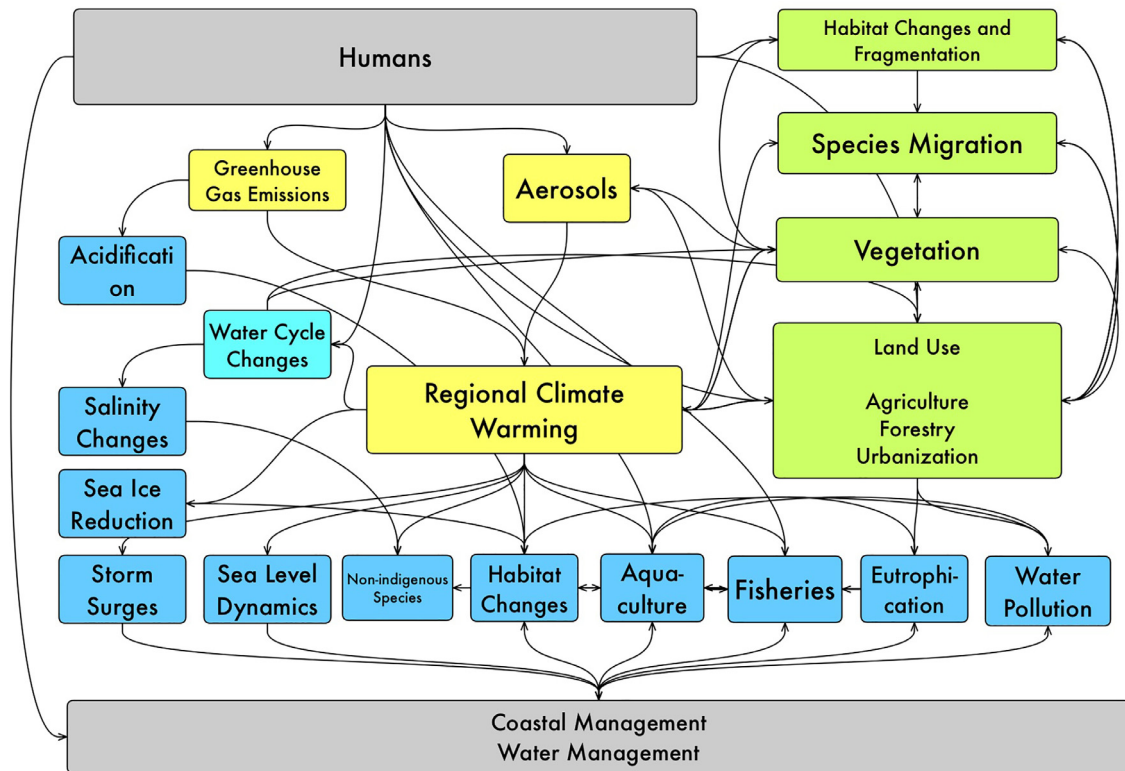 Humans
Habitat Changes and
Fragmentation
Greenhouse
Gas Emissions
Aerosols
Species Migration
Acidificati
on
Vegetation
Water Cycle
Changes
Land Use
Agriculture
Forestry
Urbanization
Regional Climate
Warming
Salinity
Changes
Sea Ice
Reduction
Storm
Surges
Sea Level
Dynamics
Non-indigenous
Species
Habitat
Changes
Aqua-
culture
Fisheries
Eutrophi-
cation
Water
Pollution
Coastal Management
Water Management